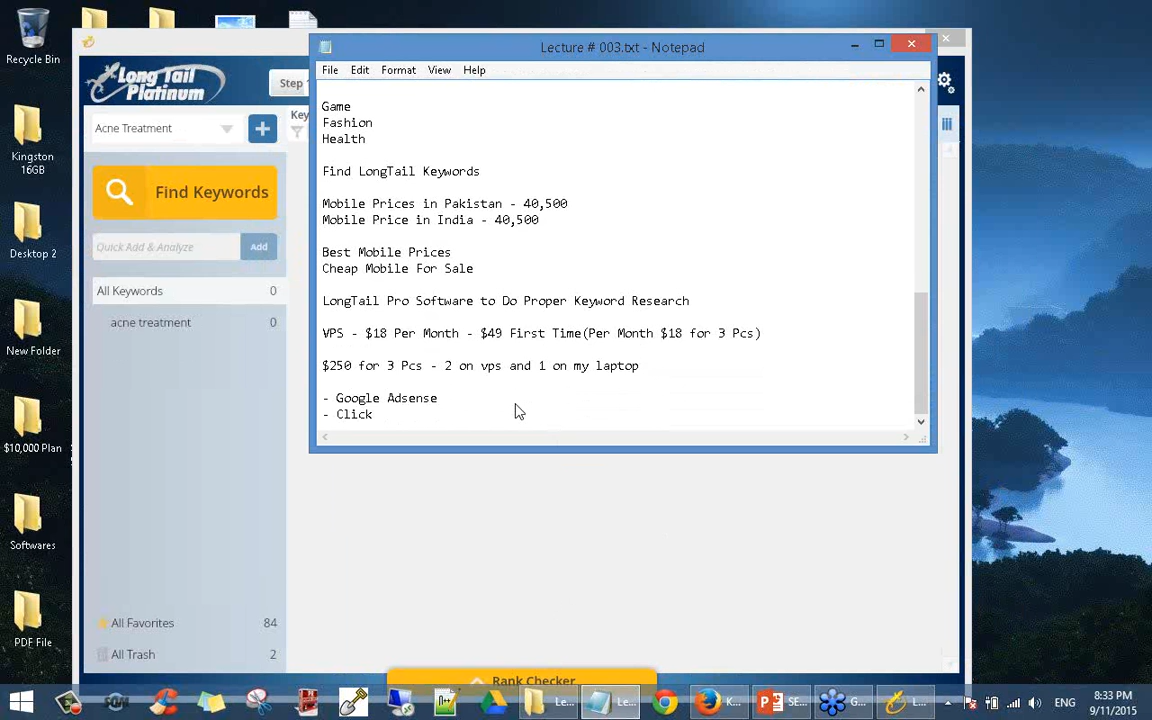 Recycle Bin
Kingston
16GB
Desktop 2
New Folder
$10,000 Plan
Softwares
PDF File
Long Tail
Platinum
Step
Acne Treatment
Key
Find Keywords
Quick Add & Analyze
Add
All Keywords 0
acne treatment 0
All Favorites 84
All Trash 2
Rank Checker
Lecture # 003.txt - Notepad
File Edit Format View Help
Game
Fashion
Health
Find LongTail Keywords
Mobile Prices in Pakistan - 40,500
Mobile Price in India - 40,500
Best Mobile Prices
Cheap Mobile For Sale
LongTail Pro Software to Do Proper Keyword Research
VPS - $18 Per Month - $49 First Time(Per Month $18 for 3 Pcs)
$250 for 3 Pcs - 2 on vps and 1 on my laptop
- Google Adsense
- Click
Le... Le... K... SE... G... L...
ENG
8:33 PM
9/11/2015